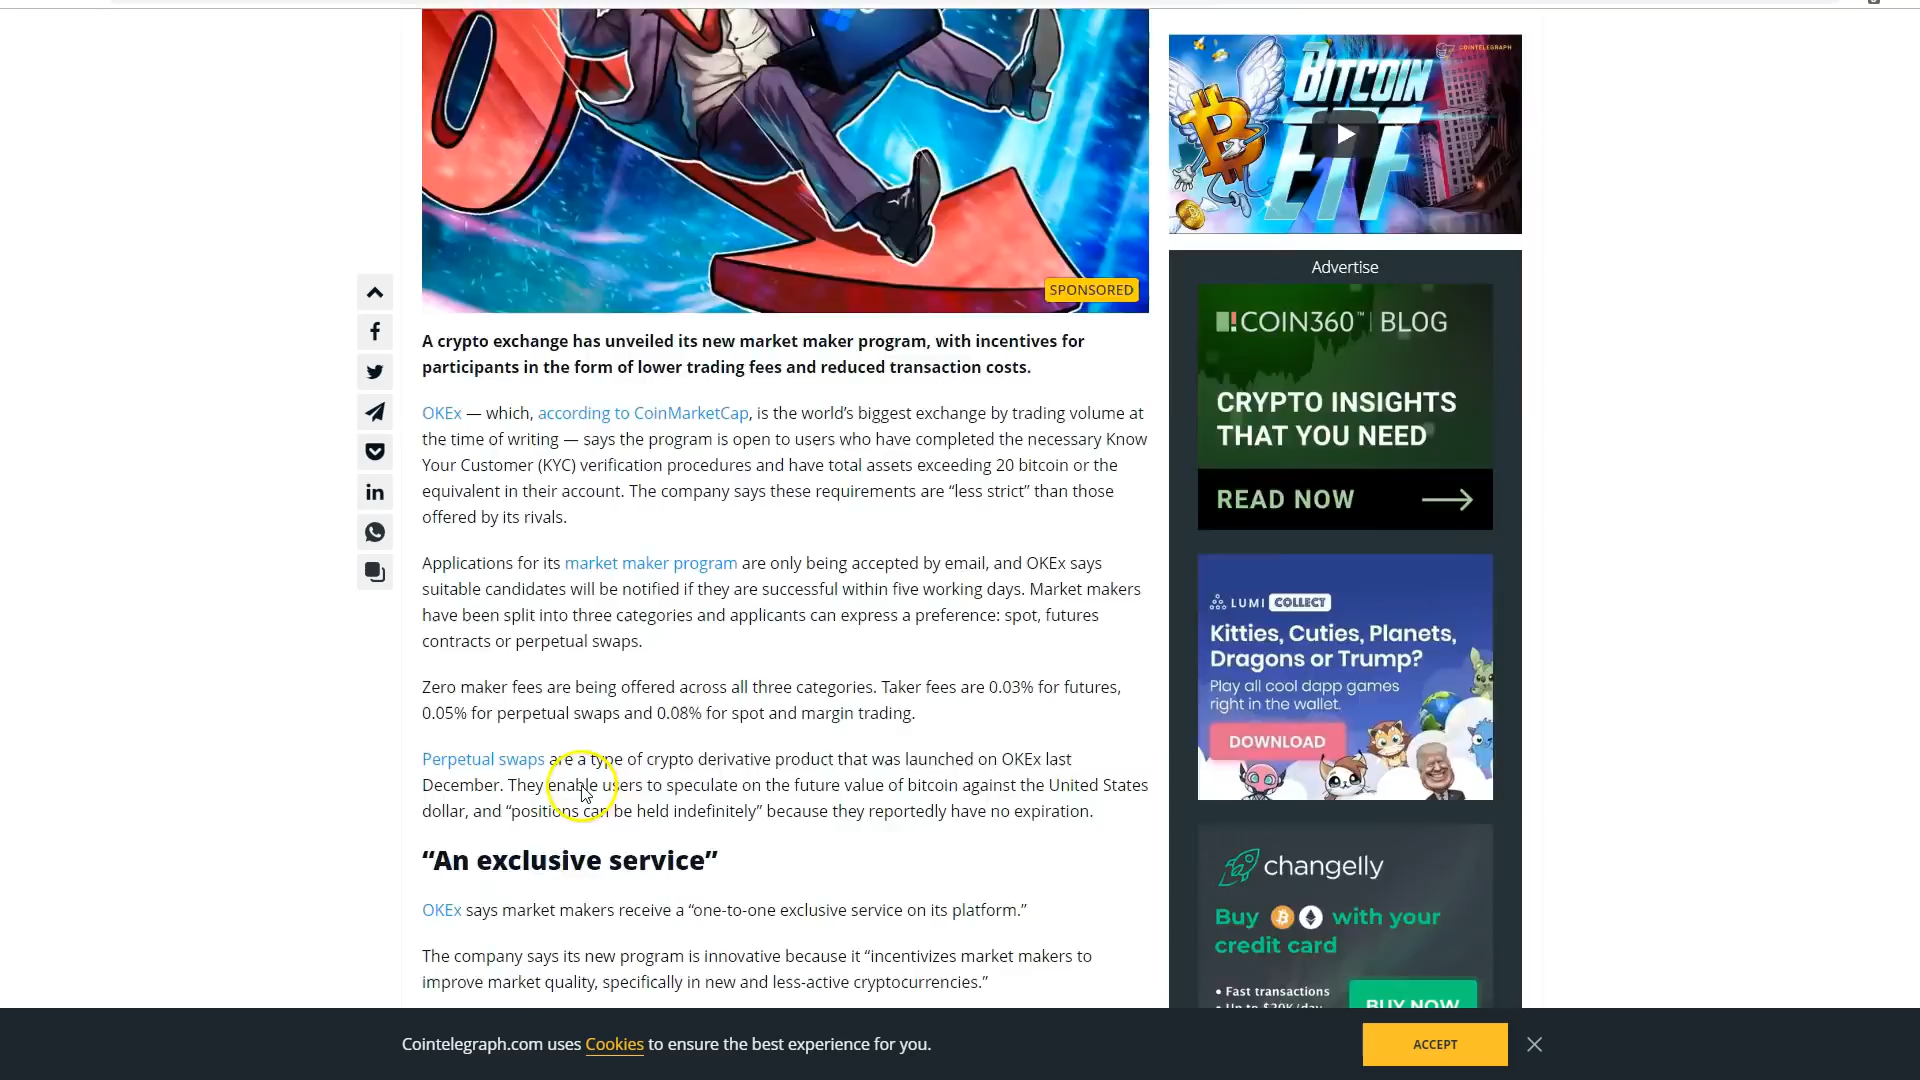 BITCOIN
ETF
COINTELEGRAPH
SPONSORED
A crypto exchange has unveiled its new market maker program, with incentives for
participants in the form of lower trading fees and reduced transaction costs.
OKEx — which, according to CoinMarketCap, is the world’s biggest exchange by trading volume at
the time of writing — says the program is open to users who have completed the necessary Know
Your Customer (KYC) verification procedures and have total assets exceeding 20 bitcoin or the
equivalent in their account. The company says these requirements are “less strict” than those
offered by its rivals.
Applications for its market maker program are only being accepted by email, and OKEx says
suitable candidates will be notified if they are successful within five working days. Market makers
have been split into three categories and applicants can express a preference: spot, futures
contracts or perpetual swaps.
Zero maker fees are being offered across all three categories. Taker fees are 0.03% for futures,
0.05% for perpetual swaps and 0.08% for spot and margin trading.
Perpetual swaps are a type of crypto derivative product that was launched on OKEx last
December. They enable users to speculate on the future value of bitcoin against the United States
dollar, and “positions can be held indefinitely” because they reportedly have no expiration.
“An exclusive service”
OKEx says market makers receive a “one-to-one exclusive service on its platform.”
The company says its new program is innovative because it “incentivizes market makers to
improve market quality, specifically in new and less-active cryptocurrencies.”
Advertise
COIN360™ | BLOG
CRYPTO INSIGHTS
THAT YOU NEED
READ NOW
LUMI COLLECT
Kitties, Cuties, Planets,
Dragons or Trump?
Play all cool dapp games
right in the wallet.
DOWNLOAD
changelly
Buy with your
credit card
• Fast transactions
• Up to $20K/day
BUY NOW
Cointelegraph.com uses Cookies to ensure the best experience for you.
ACCEPT